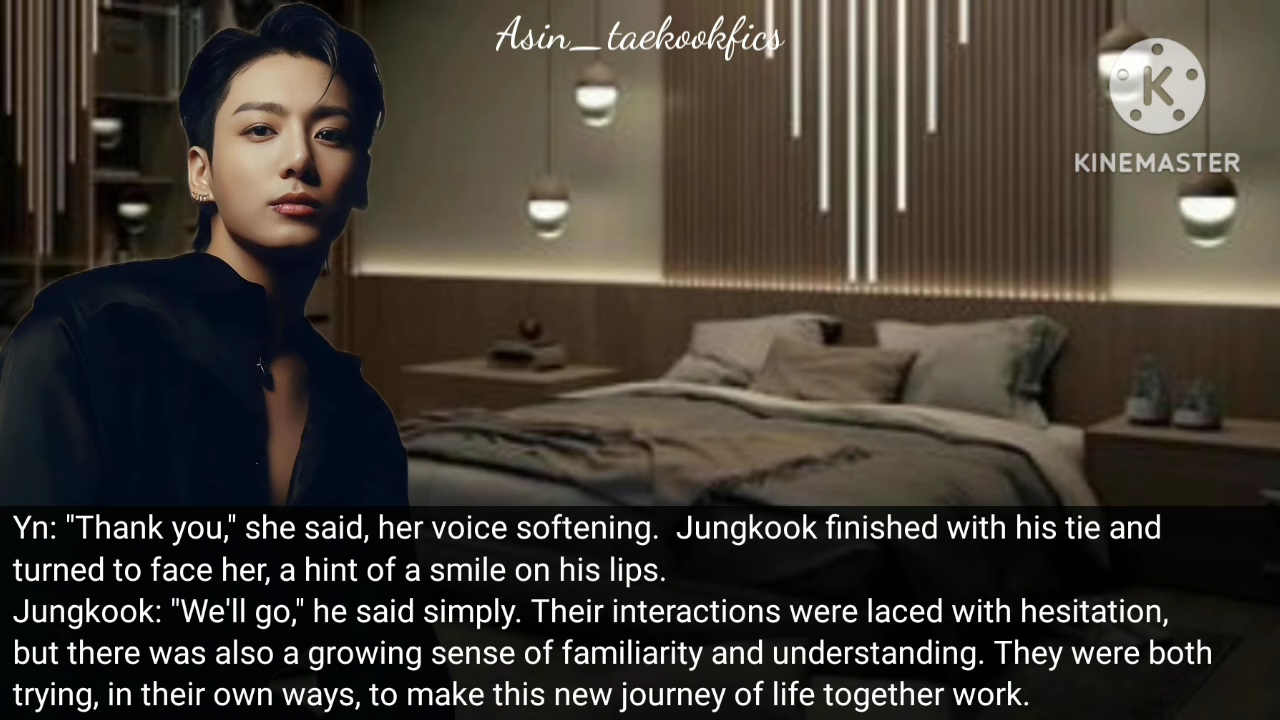 Asin_taekookfics
K
KINEMASTER
Yn: "Thank you," she said, her voice softening.  Jungkook finished with his tie and
turned to face her, a hint of a smile on his lips.
Jungkook: "We'll go," he said simply. Their interactions were laced with hesitation,
but there was also a growing sense of familiarity and understanding. They were both
trying, in their own ways, to make this new journey of life together work.